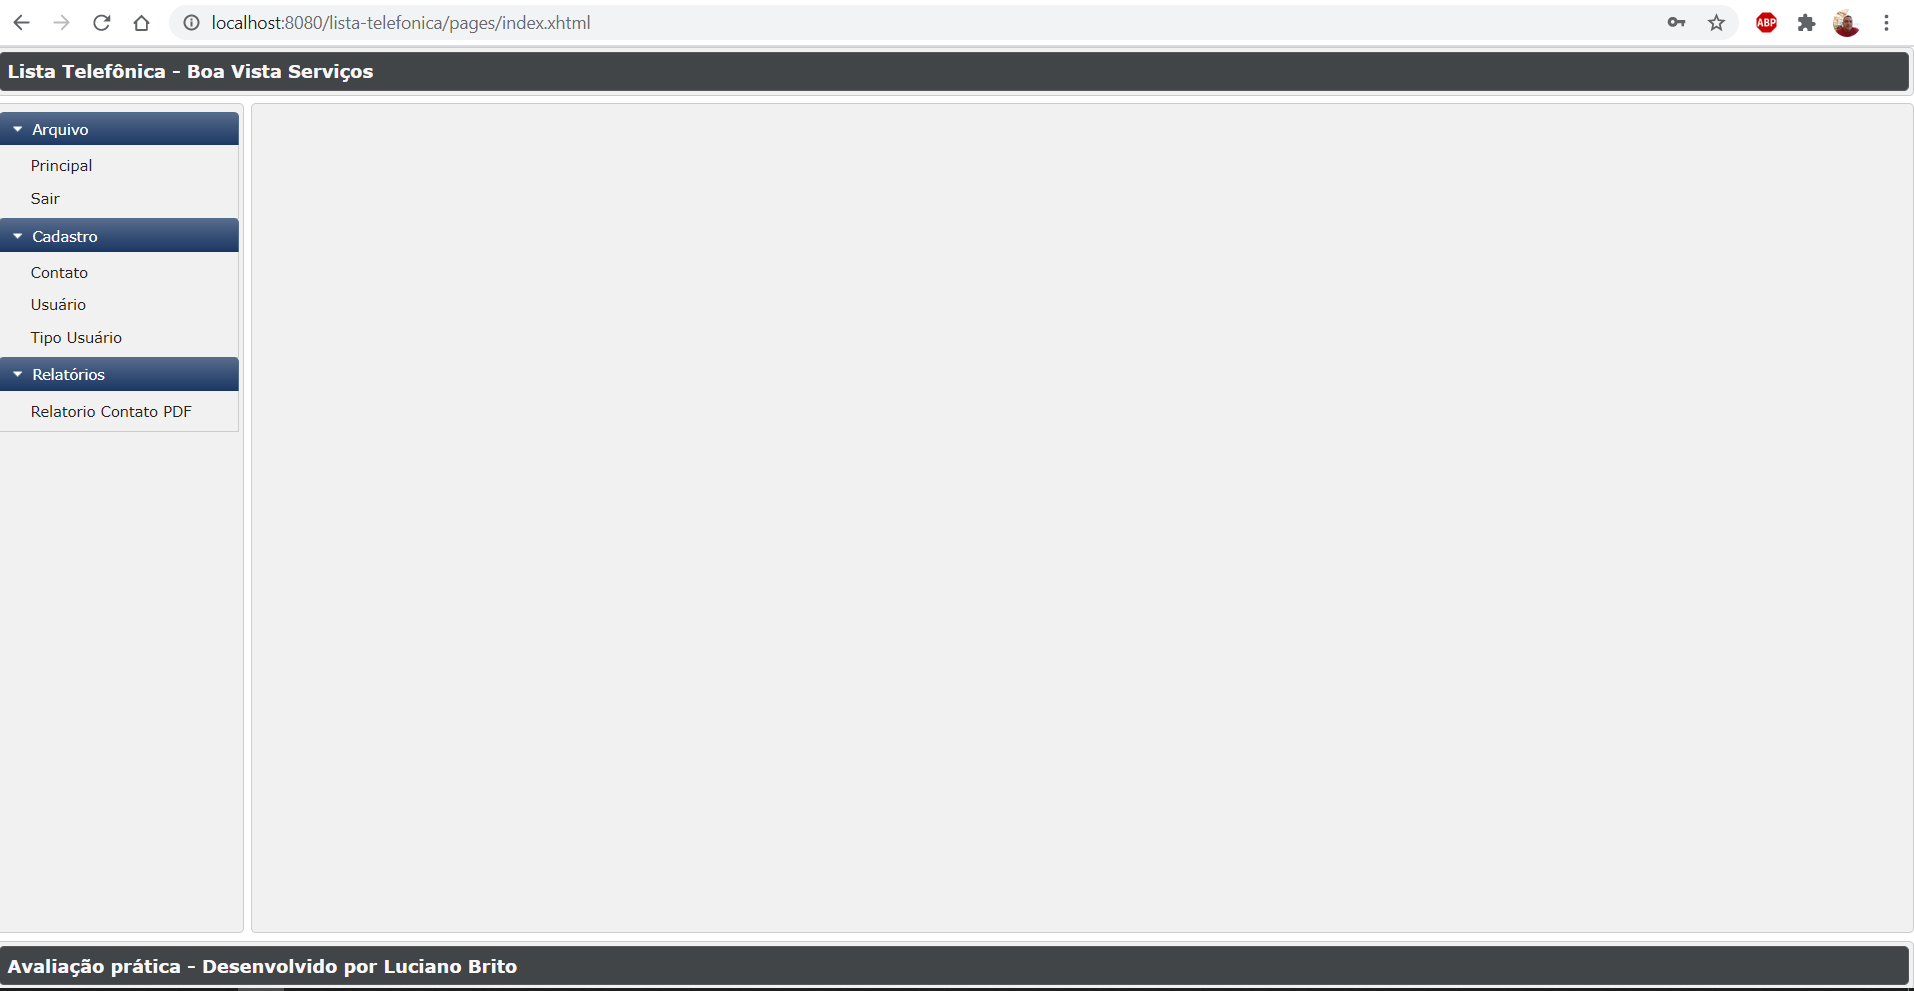 localhost:8080/lista-telefonica/pages/index.xhtml
ABP
Lista Telefônica - Boa Vista Serviços
Arquivo
Principal
Sair
Cadastro
Contato
Usuário
Tipo Usuário
Relatórios
Relatorio Contato PDF
Avaliação prática - Desenvolvido por Luciano Brito